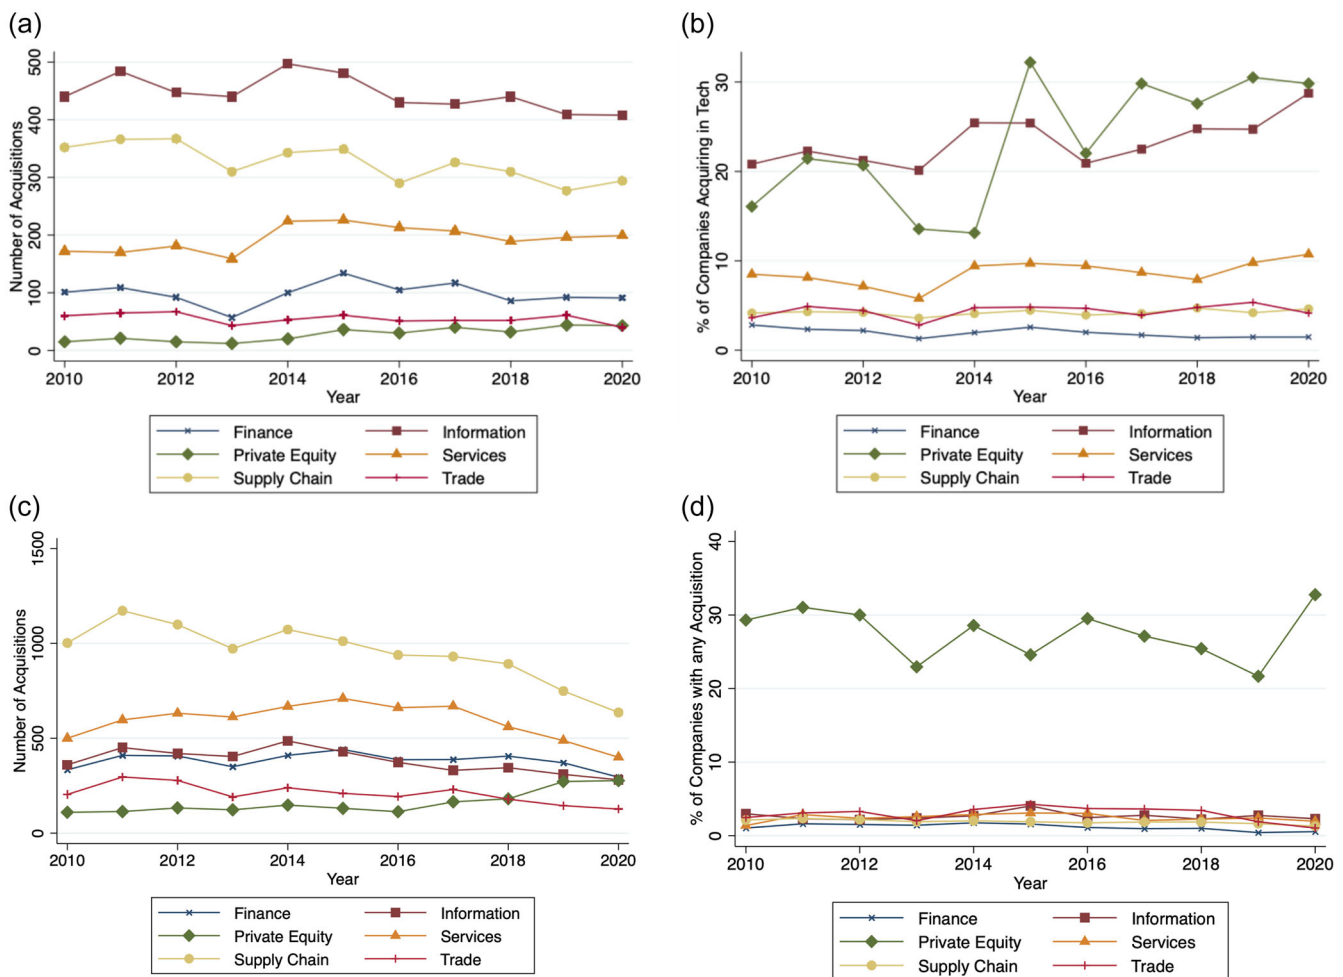 (a)
Number of Acquisitions
500
400
300
200
100
0
2010 2012 2014 2016 2018 2020
Year
Finance Information
Private Equity Services
Supply Chain Trade
(b)
% of Companies Acquiring in Tech
30
20
10
0
2010 2012 2014 2016 2018 2020
Year
Finance Information
Private Equity Services
Supply Chain Trade
(c)
Number of Acquisitions
1500
1000
500
0
2010 2012 2014 2016 2018 2020
Year
Finance Information
Private Equity Services
Supply Chain Trade
(d)
% of Companies with any Acquisition
40
30
20
10
0
2010 2012 2014 2016 2018 2020
Year
Finance Information
Private Equity Services
Supply Chain Trade